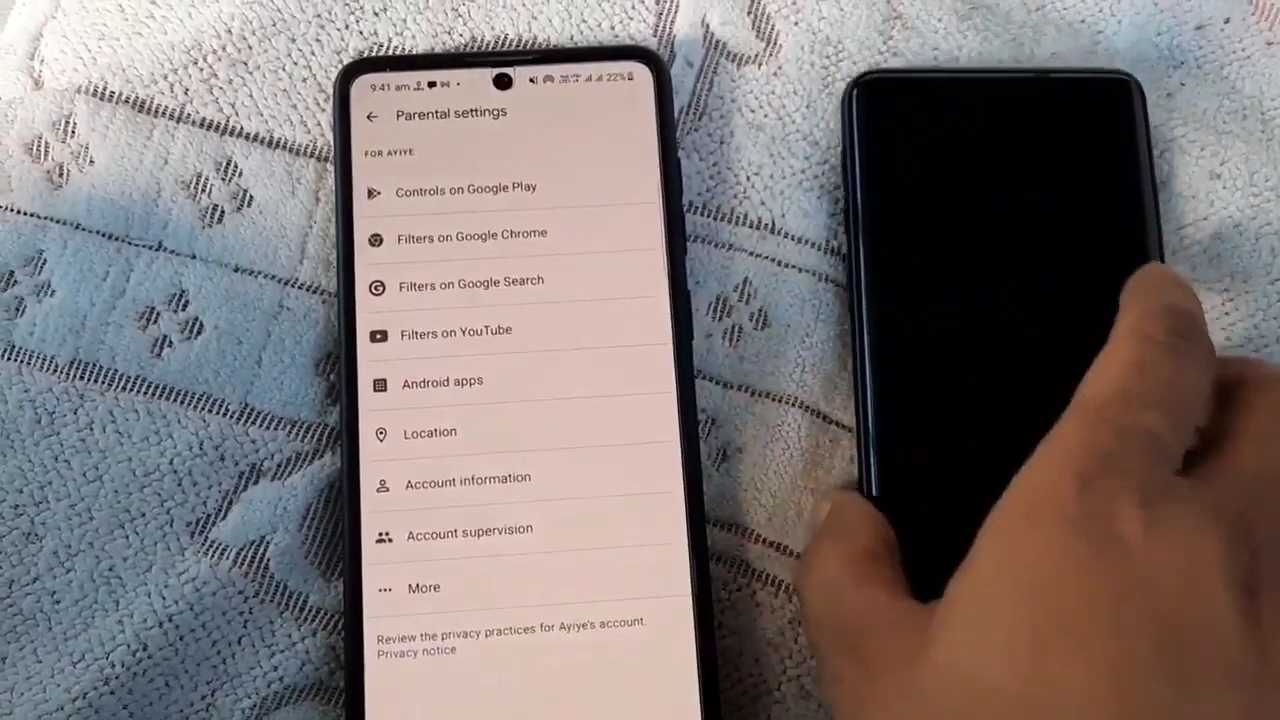 9:41 am
22%
Parental settings
FOR AYIYE
Controls on Google Play
Filters on Google Chrome
Filters on Google Search
Filters on YouTube
Android apps
Location
Account information
Account supervision
More
Review the privacy practices for Ayiye's account.
Privacy notice